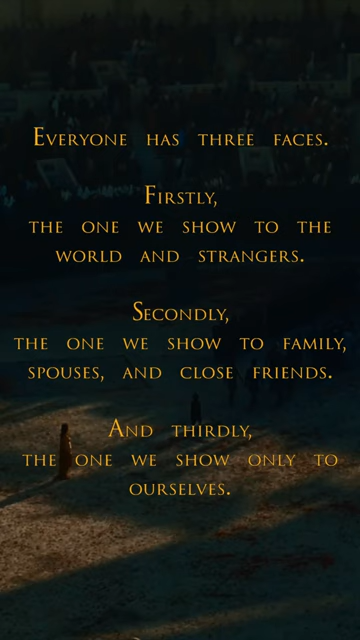 Everyone has three faces.
Firstly,
the one we show to the
world and strangers.
Secondly,
the one we show to family,
spouses, and close friends.
And thirdly,
the one we show only to
ourselves.